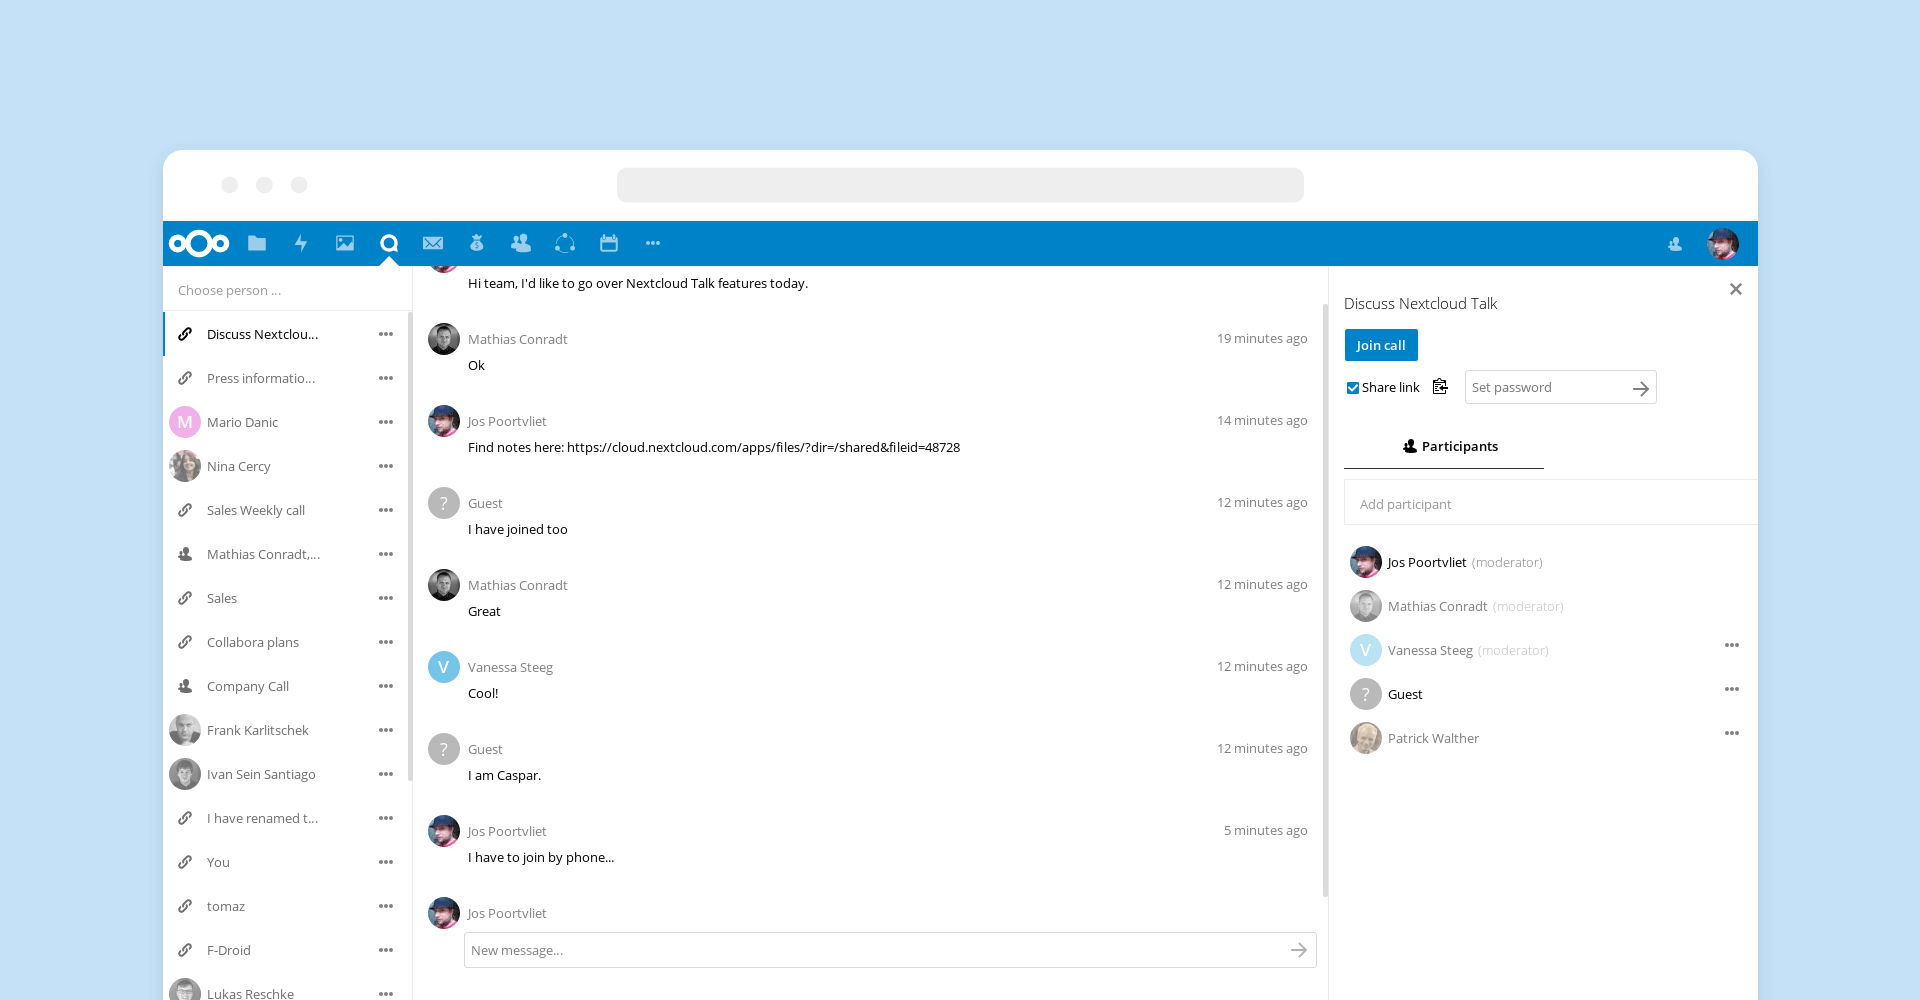 Choose person ...
Discuss Nextclou...
Press informatio...
M
Mario Danic
Nina Cercy
Sales Weekly call
Mathias Conradt,...
Sales
Collabora plans
Company Call
Frank Karlitschek
Ivan Sein Santiago
I have renamed t...
You
tomaz
F-Droid
Lukas Reschke
Hi team, I'd like to go over Nextcloud Talk features today.
Mathias Conradt 19 minutes ago
Ok
Jos Poortvliet 14 minutes ago
Find notes here: https://cloud.nextcloud.com/apps/files/?dir=/shared&fileid=48728
? Guest 12 minutes ago
I have joined too
Mathias Conradt 12 minutes ago
Great
V Vanessa Steeg 12 minutes ago
Cool!
? Guest 12 minutes ago
I am Caspar.
Jos Poortvliet 5 minutes ago
I have to join by phone...
Jos Poortvliet
New message...
Discuss Nextcloud Talk
Join call
Share link Set password
Participants
Add participant
Jos Poortvliet (moderator)
Mathias Conradt (moderator)
V Vanessa Steeg (moderator)
? Guest
Patrick Walther